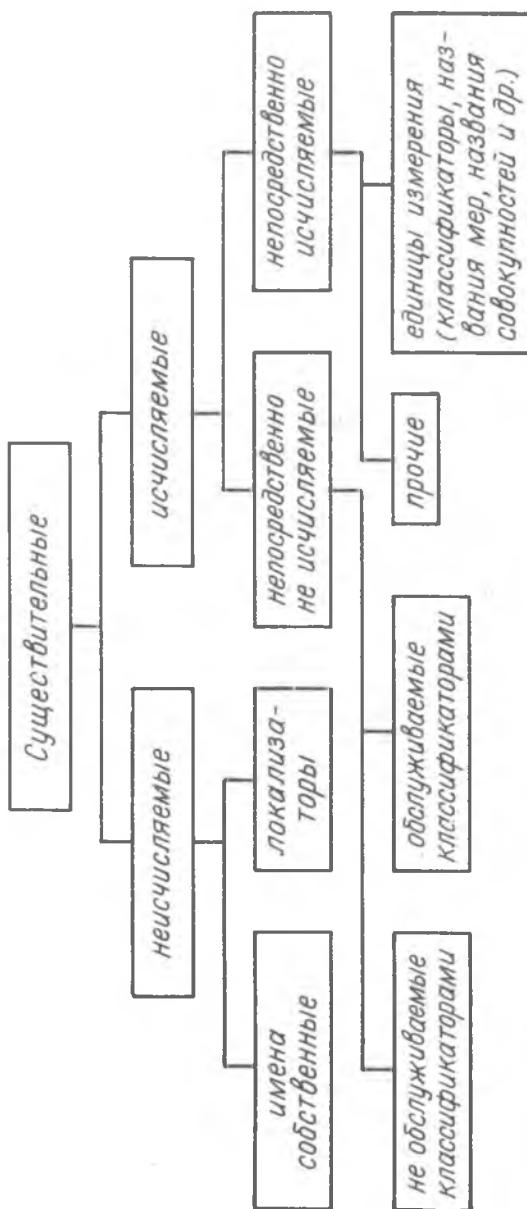 Существительные
неисчисляемые
исчисляемые
имена
собственные
локализа-
торы
непосредственно
не исчисляемые
непосредственно
исчисляемые
не обслуживаемые
классификаторами
обслуживаемые
классификаторами
прочие
единицы измерения
(классификаторы, наз-
вания мер, названия
совокупностей и др.)